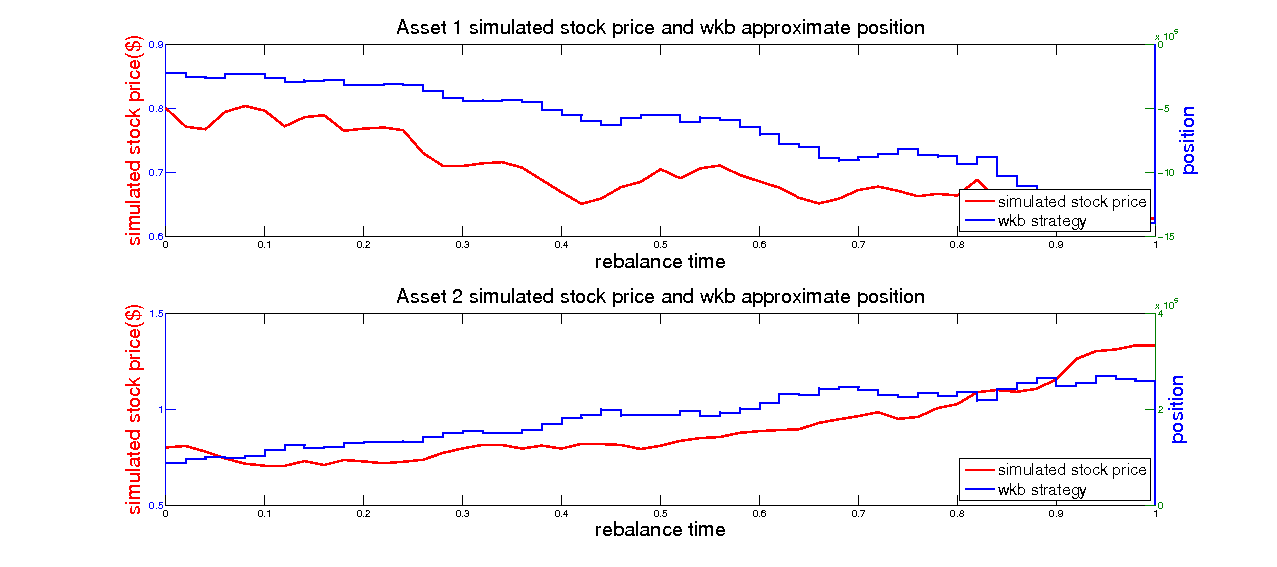 Asset 1 simulated stock price and wkb approximate position
x 10^5
simulated stock price($)
0.9
0.8
0.7
0.6
0
-5
-10
-15
position
simulated stock price
wkb strategy
0 0.1 0.2 0.3 0.4 0.5 0.6 0.7 0.8 0.9 1
rebalance time
Asset 2 simulated stock price and wkb approximate position
simulated stock price($)
1.5
1
0.5
4
2
0
position
simulated stock price
wkb strategy
0 0.1 0.2 0.3 0.4 0.5 0.6 0.7 0.8 0.9 1
rebalance time